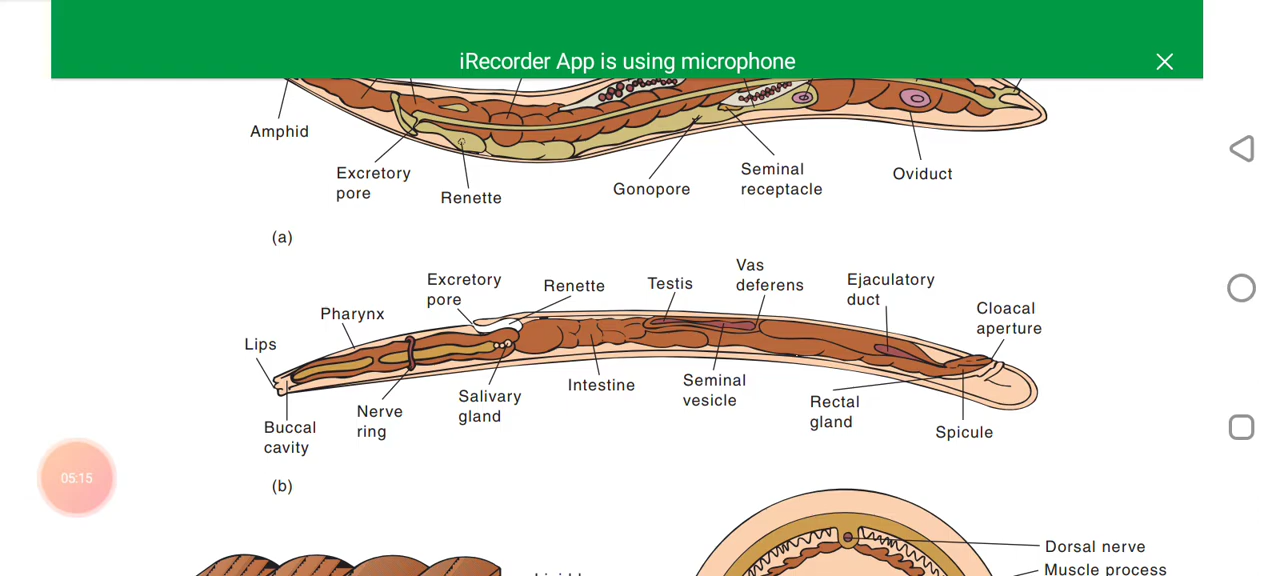 iRecorder App is using microphone
Amphid
Excretory
pore
Renette
Gonopore
Seminal
receptacle
Oviduct
(a)
Lips
Pharynx
Excretory
pore
Renette
Testis
Vas
deferens
Ejaculatory
duct
Cloacal
aperture
Buccal
cavity
Nerve
ring
Salivary
gland
Intestine
Seminal
vesicle
Rectal
gland
Spicule
05:15
(b)
Dorsal nerve
Muscle process